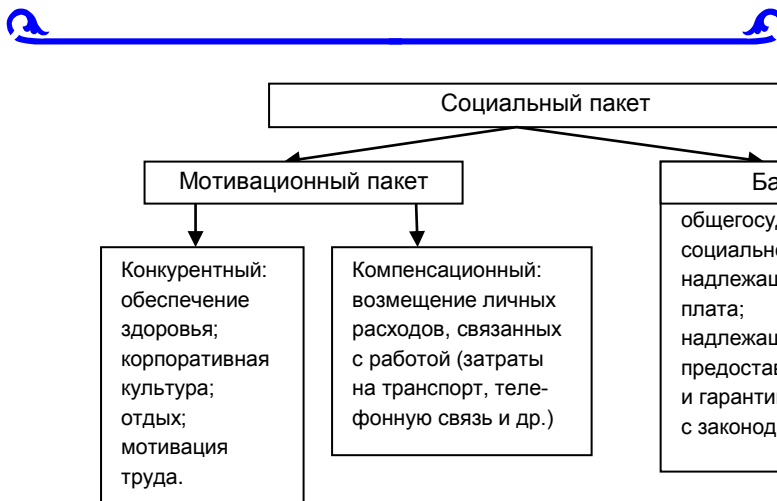 Социальный пакет
Мотивационный пакет
Конкурентный:
обеспечение
здоровья;
корпоративная
культура;
отдых;
мотивация
труда.
Компенсационный:
возмещение личных
расходов, связанных
с работой (затраты
на транспорт, теле-
фонную связь и др.)
плата;